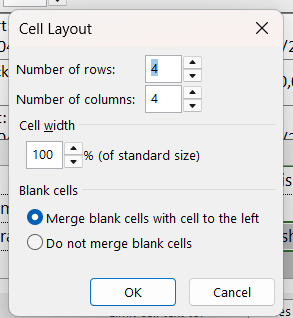 Cell Layout
Number of rows: 4
Number of columns: 4
Cell width
100 % (of standard size)
Blank cells
Merge blank cells with cell to the left
Do not merge blank cells
OK Cancel